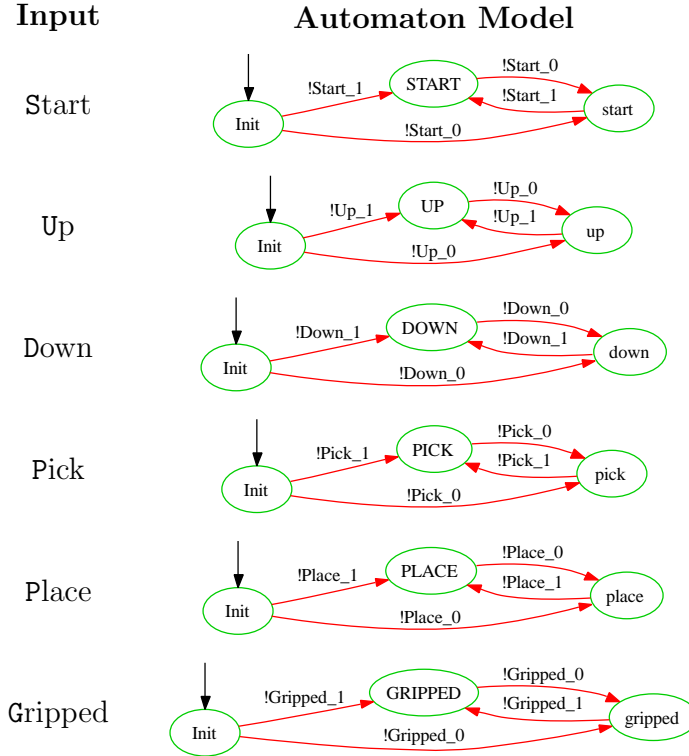 Input Automaton Model
!Start_0
!Start_1 START
Start !Start_1 start
Init
!Start_0
!Up_0
!Up_1 UP
Up !Up_1 up
Init
!Up_0
!Down_0
!Down_1 DOWN
Down !Down_1 down
Init
!Down_0
!Pick_0
!Pick_1 PICK
Pick !Pick_1 pick
Init
!Pick_0
!Place_0
!Place_1 PLACE
Place !Place_1 place
Init
!Place_0
!Gripped_0
!Gripped_1 GRIPPED
Gripped !Gripped_1 gripped
Init
!Gripped_0